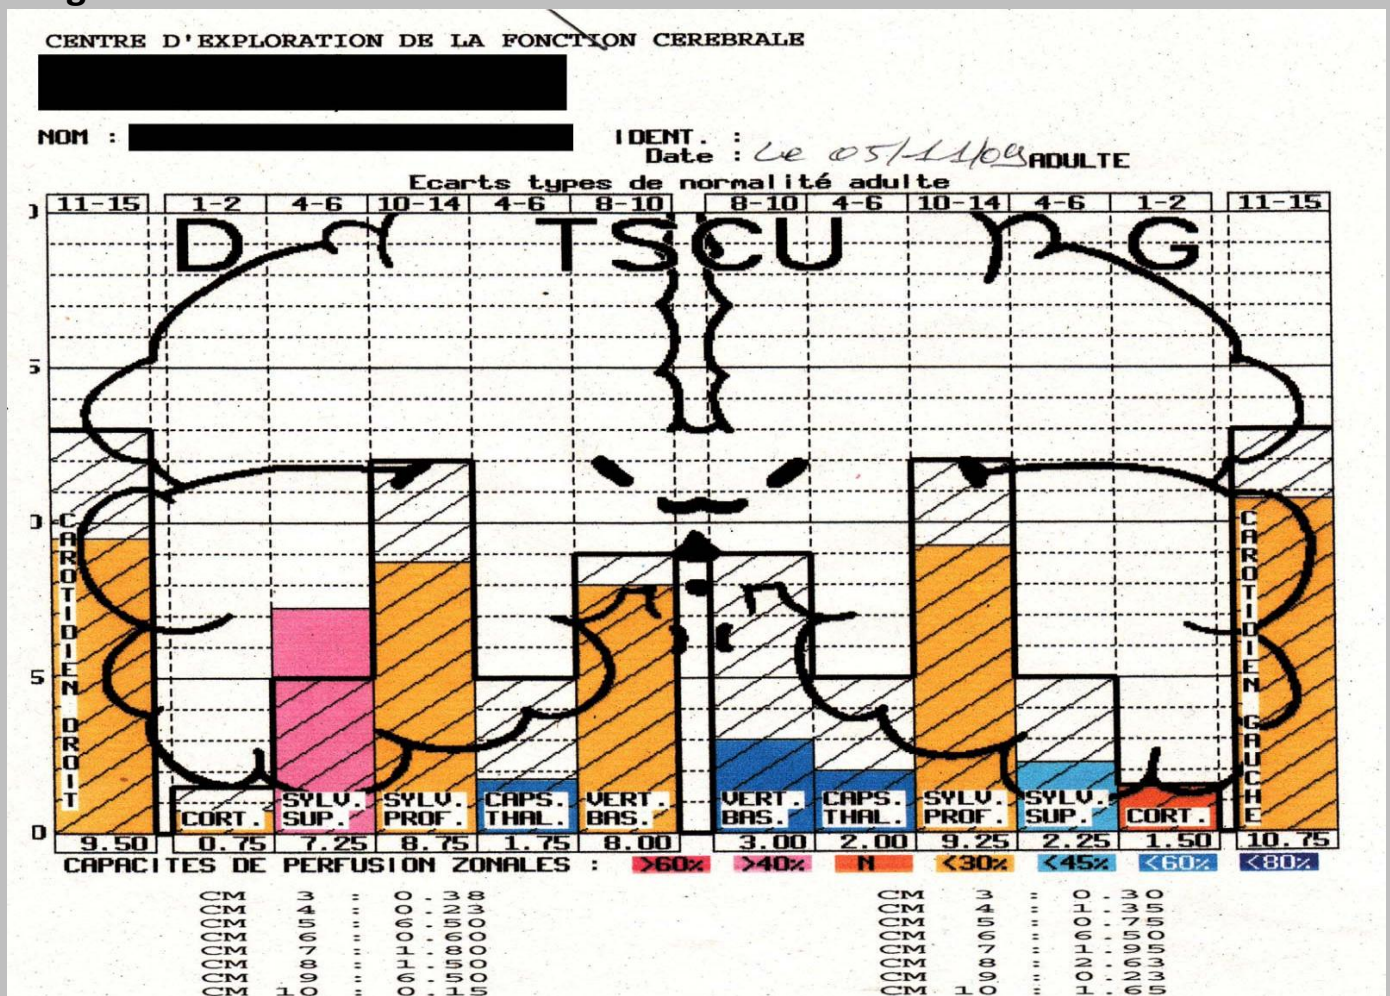 CENTRE D'EXPLORATION DE LA FONCTION CEREBRALE
NOM : IDENT. :
Date : Le 05/11/09 ADULTE
Ecarts types de normalité adulte
11-15 1-2 4-6 10-14 4-6 8-10 8-10 4-6 10-14 4-6 1-2 11-15
D TSCU G
5
5
0
CAROTIDIEN DROIT
CAROTIDIEN GAUCHE
CORT. SYLV. SUP. SYLV. PROF. CAPS. THAL. VERT. BAS. VERT. BAS. CAPS. THAL. SYLV. PROF. SYLV. SUP. CORT.
9.50 0.75 7.25 8.75 1.75 8.00 3.00 2.00 9.25 2.25 1.50 10.75
CAPACITES DE PERFUSION ZONALES : >60% >40% N <30% <45% <60% <80%
CM 3 : 0.38 CM 3 : 0.30
CM 4 : 0.23 CM 4 : 1.35
CM 5 : 6.50 CM 5 : 0.75
CM 6 : 0.60 CM 6 : 6.50
CM 7 : 1.80 CM 7 : 1.95
CM 8 : 1.50 CM 8 : 2.63
CM 9 : 6.50 CM 9 : 0.23
CM 10 : 0.15 CM 10 : 1.65